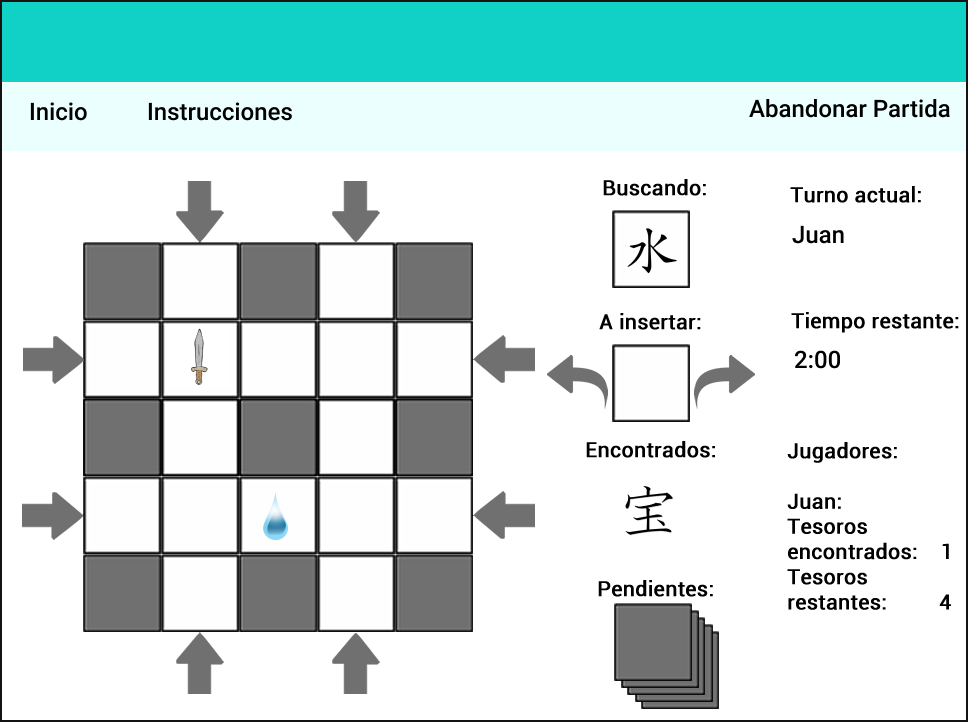 Inicio
Instrucciones
Abandonar Partida
Buscando:
水
A insertar:
Encontrados:
宝
Pendientes:
Turno actual:
Juan
Tiempo restante:
2:00
Jugadores:
Juan:
Tesoros
encontrados: 1
Tesoros
restantes: 4